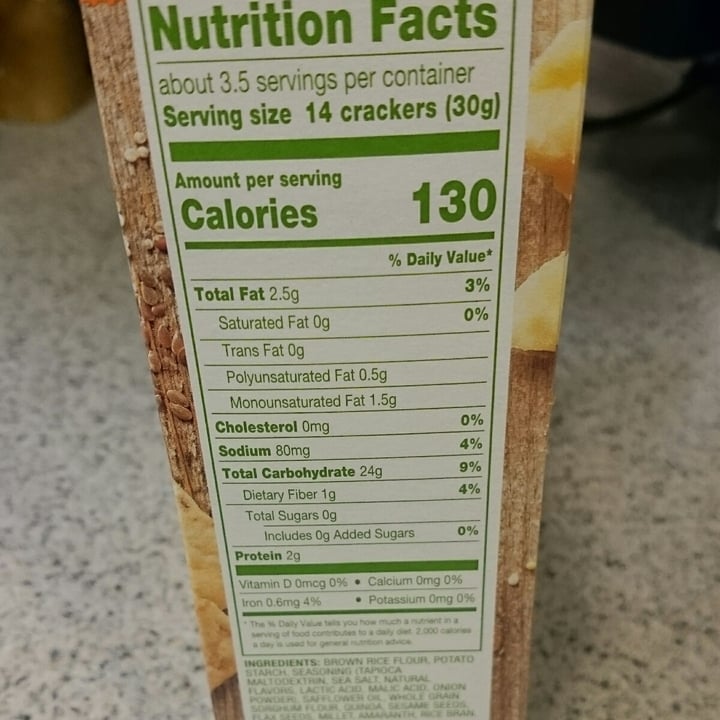 Nutrition Facts
about 3.5 servings per container
Serving size 14 crackers (30g)
Amount per serving
Calories 130
% Daily Value*
Total Fat 2.5g 3%
Saturated Fat 0g 0%
Trans Fat 0g
Polyunsaturated Fat 0.5g
Monounsaturated Fat 1.5g
Cholesterol 0mg 0%
Sodium 80mg 4%
Total Carbohydrate 24g 9%
Dietary Fiber 1g 4%
Total Sugars 0g
Includes 0g Added Sugars 0%
Protein 2g
Vitamin D 0mcg 0% • Calcium 0mg 0%
Iron 0.6mg 4% • Potassium 0mg 0%
* The % Daily Value tells you how much a nutrient in a
serving of food contributes to a daily diet. 2,000 calories
a day is used for general nutrition advice.
INGREDIENTS: BROWN RICE FLOUR, POTATO
STARCH, SEASONING (TAPIOCA
MALTODEXTRIN, SEA SALT, NATURAL
FLAVORS, LACTIC ACID, MALIC ACID, ONION
POWDER), SAFFLOWER OIL, WHOLE GRAIN
SORGHUM FLOUR, QUINOA, SESAME SEEDS,
FLAX SEEDS, MILLET, AMARANTH, RICE BRAN,